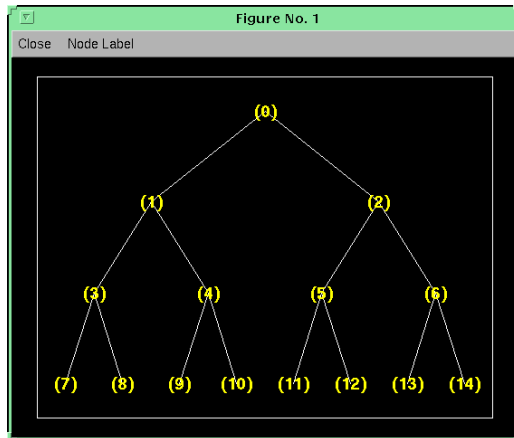 Figure No. 1
Close Node Label
(0)
(1) (2)
(3) (4) (5) (6)
(7) (8) (9) (10) (11) (12) (13) (14)